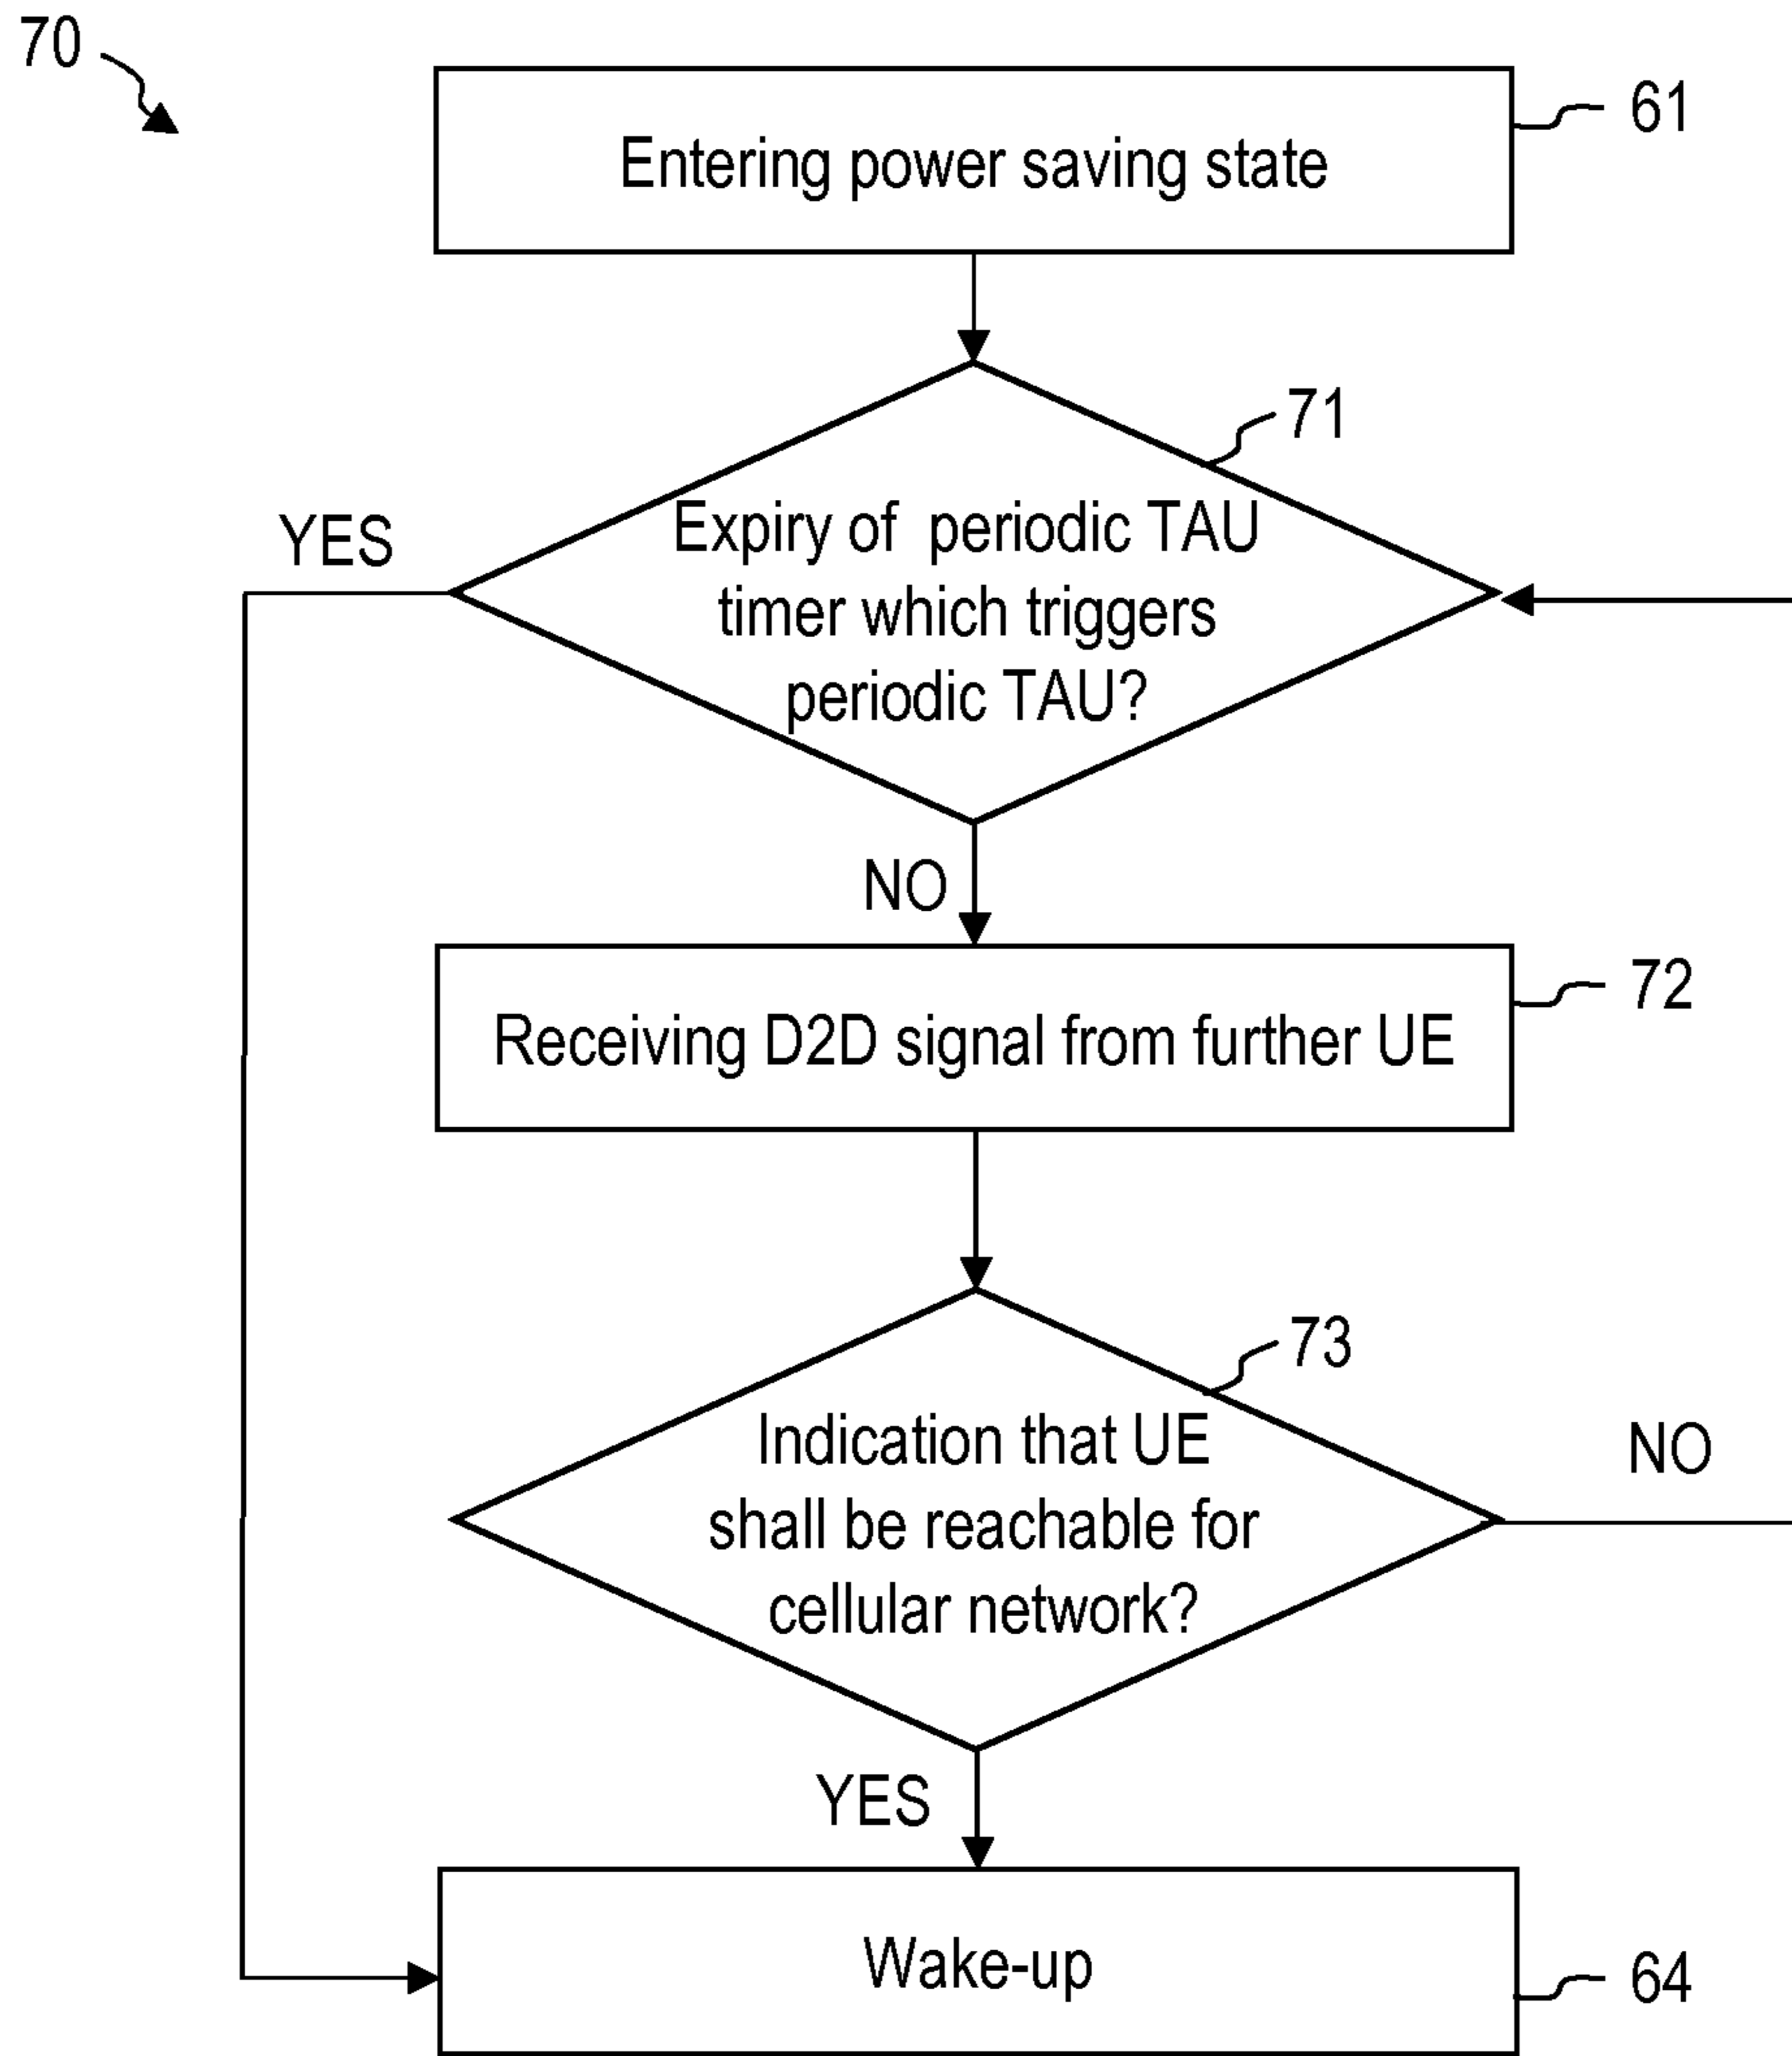 70
Entering power saving state
61
71
Expiry of periodic TAU
timer which triggers
periodic TAU?
YES
NO
Receiving D2D signal from further UE
72
73
Indication that UE
shall be reachable for
cellular network?
NO
YES
Wake-up
64